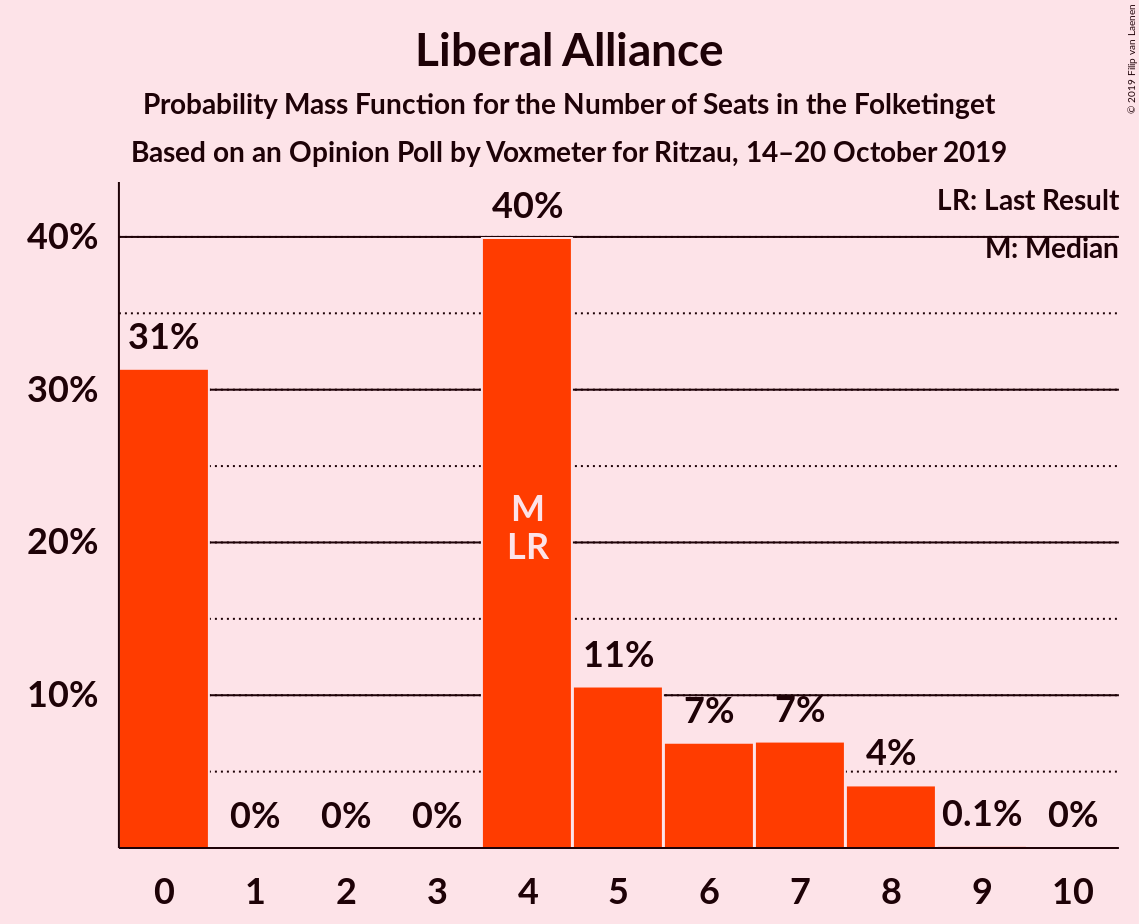 Liberal Alliance
Probability Mass Function for the Number of Seats in the Folketinget
Based on an Opinion Poll by Voxmeter for Ritzau, 14–20 October 2019
© 2019 Filip van Laenen
LR: Last Result
M: Median
40%
30%
20%
10%
31%
0%
0%
0%
40%
M
LR
11%
7%
7%
4%
0.1%
0%
0 1 2 3 4 5 6 7 8 9 10